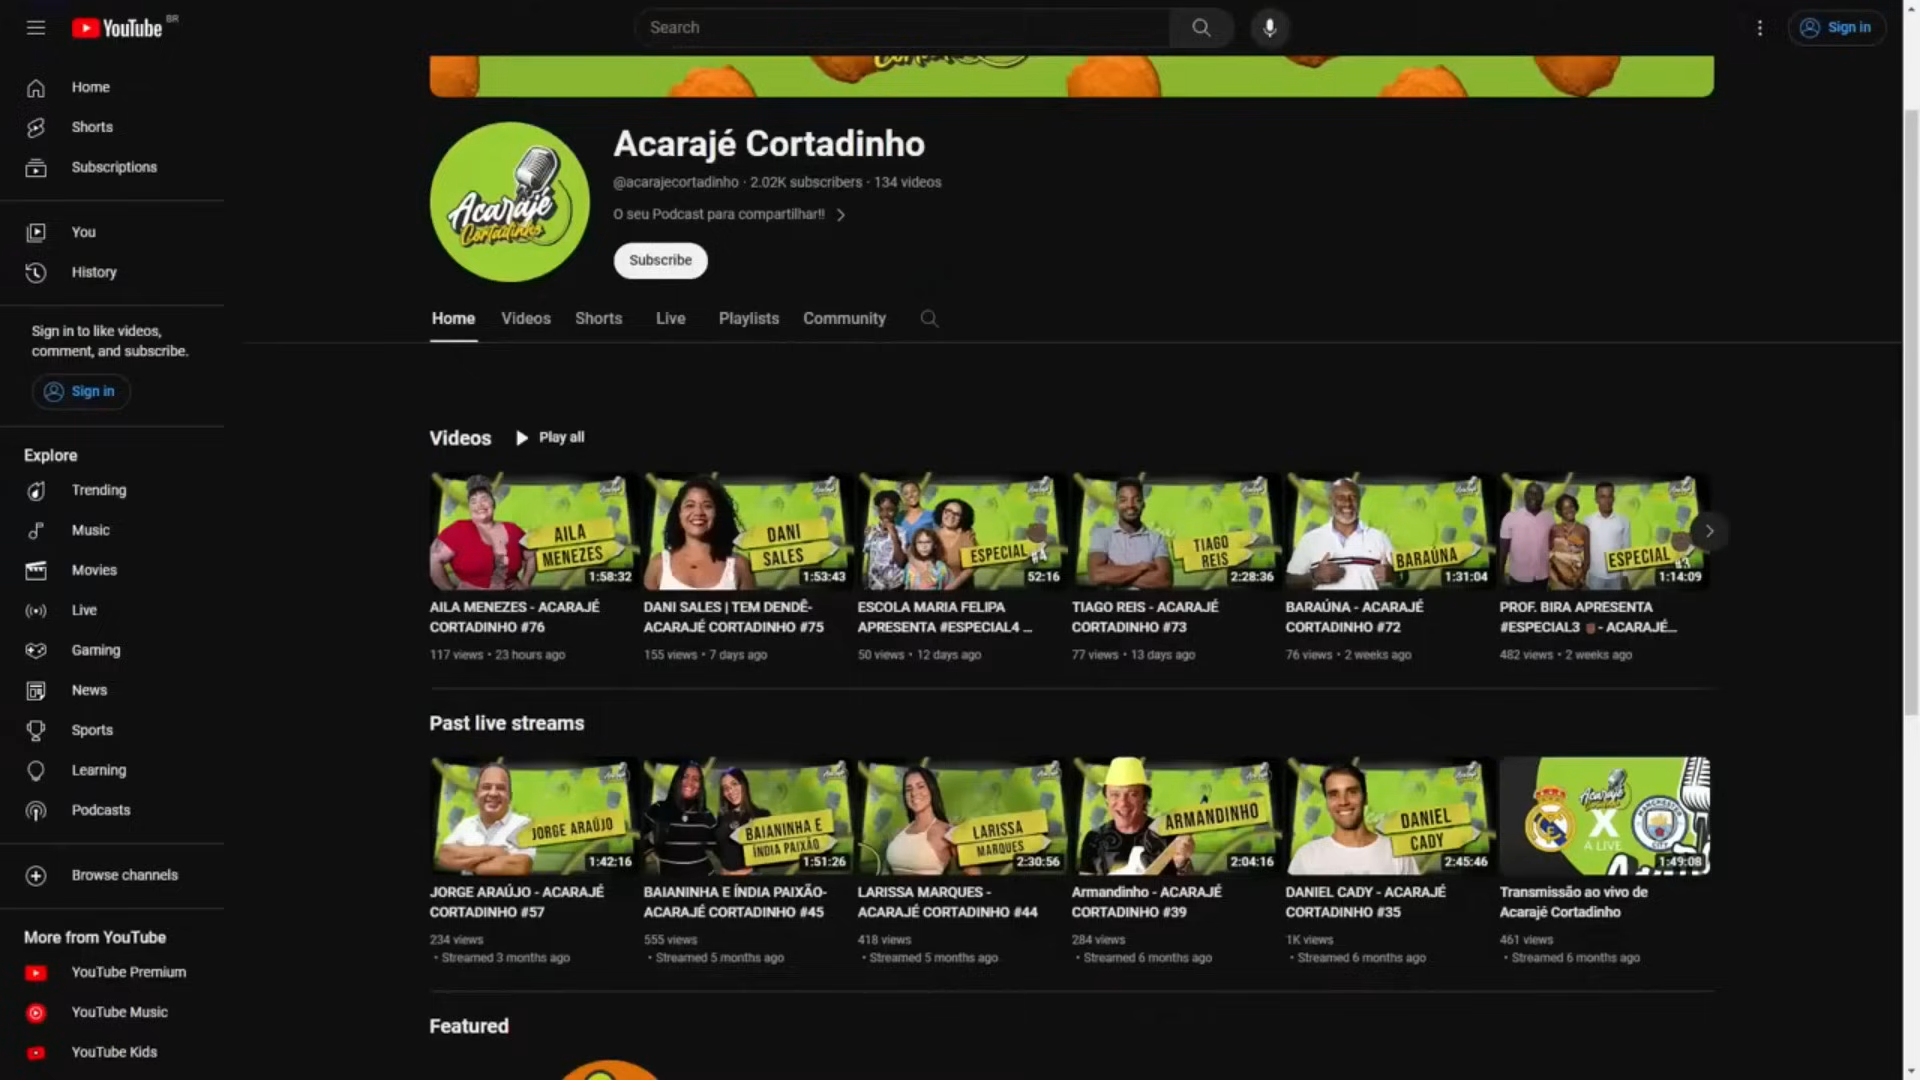 YouTube BR
Search
Sign in
Home
Shorts
Subscriptions
You
History
Sign in to like videos,
comment, and subscribe.
Sign in
Explore
Trending
Music
Movies
Live
Gaming
News
Sports
Learning
Podcasts
Browse channels
More from YouTube
YouTube Premium
YouTube Music
YouTube Kids
Cortadinho
Acarajé
Cortadinho
Acarajé Cortadinho
@acarajecortadinho · 2.02K subscribers · 134 videos
O seu Podcast para compartilhar!!
Subscribe
Home Videos Shorts Live Playlists Community
Videos Play all
AILA
MENEZES
1:58:32
AILA MENEZES - ACARAJÉ
CORTADINHO #76
117 views • 23 hours ago
DANI
SALES
1:53:43
DANI SALES | TEM DENDÊ-
ACARAJÉ CORTADINHO #75
155 views • 7 days ago
ESPECIAL
52:16
ESCOLA MARIA FELIPA
APRESENTA #ESPECIAL4 ...
50 views • 12 days ago
TIAGO
REIS
2:28:36
TIAGO REIS - ACARAJÉ
CORTADINHO #73
77 views • 13 days ago
BARAÚNA
1:31:04
BARAÚNA - ACARAJÉ
CORTADINHO #72
76 views • 2 weeks ago
ESPECIAL
1:14:09
PROF. BIRA APRESENTA
#ESPECIAL3 ✊🏿- ACARAJÉ...
482 views • 2 weeks ago
Past live streams
JORGE ARAÚJO
1:42:16
JORGE ARAÚJO - ACARAJÉ
CORTADINHO #57
234 views
• Streamed 3 months ago
BAIANINHA E
ÍNDIA PAIXÃO
1:51:26
BAIANINHA E ÍNDIA PAIXÃO-
ACARAJÉ CORTADINHO #45
555 views
• Streamed 5 months ago
LARISSA
MARQUES
2:30:56
LARISSA MARQUES -
ACARAJÉ CORTADINHO #44
418 views
• Streamed 5 months ago
ARMANDINHO
2:04:16
Armandinho - ACARAJÉ
CORTADINHO #39
284 views
• Streamed 6 months ago
DANIEL
CADY
2:45:46
DANIEL CADY - ACARAJÉ
CORTADINHO #35
1K views
• Streamed 6 months ago
Acarajé
X
A LIVE
MANCHESTER
CITY
1:49:08
Transmissão ao vivo de
Acarajé Cortadinho
461 views
• Streamed 6 months ago
Featured